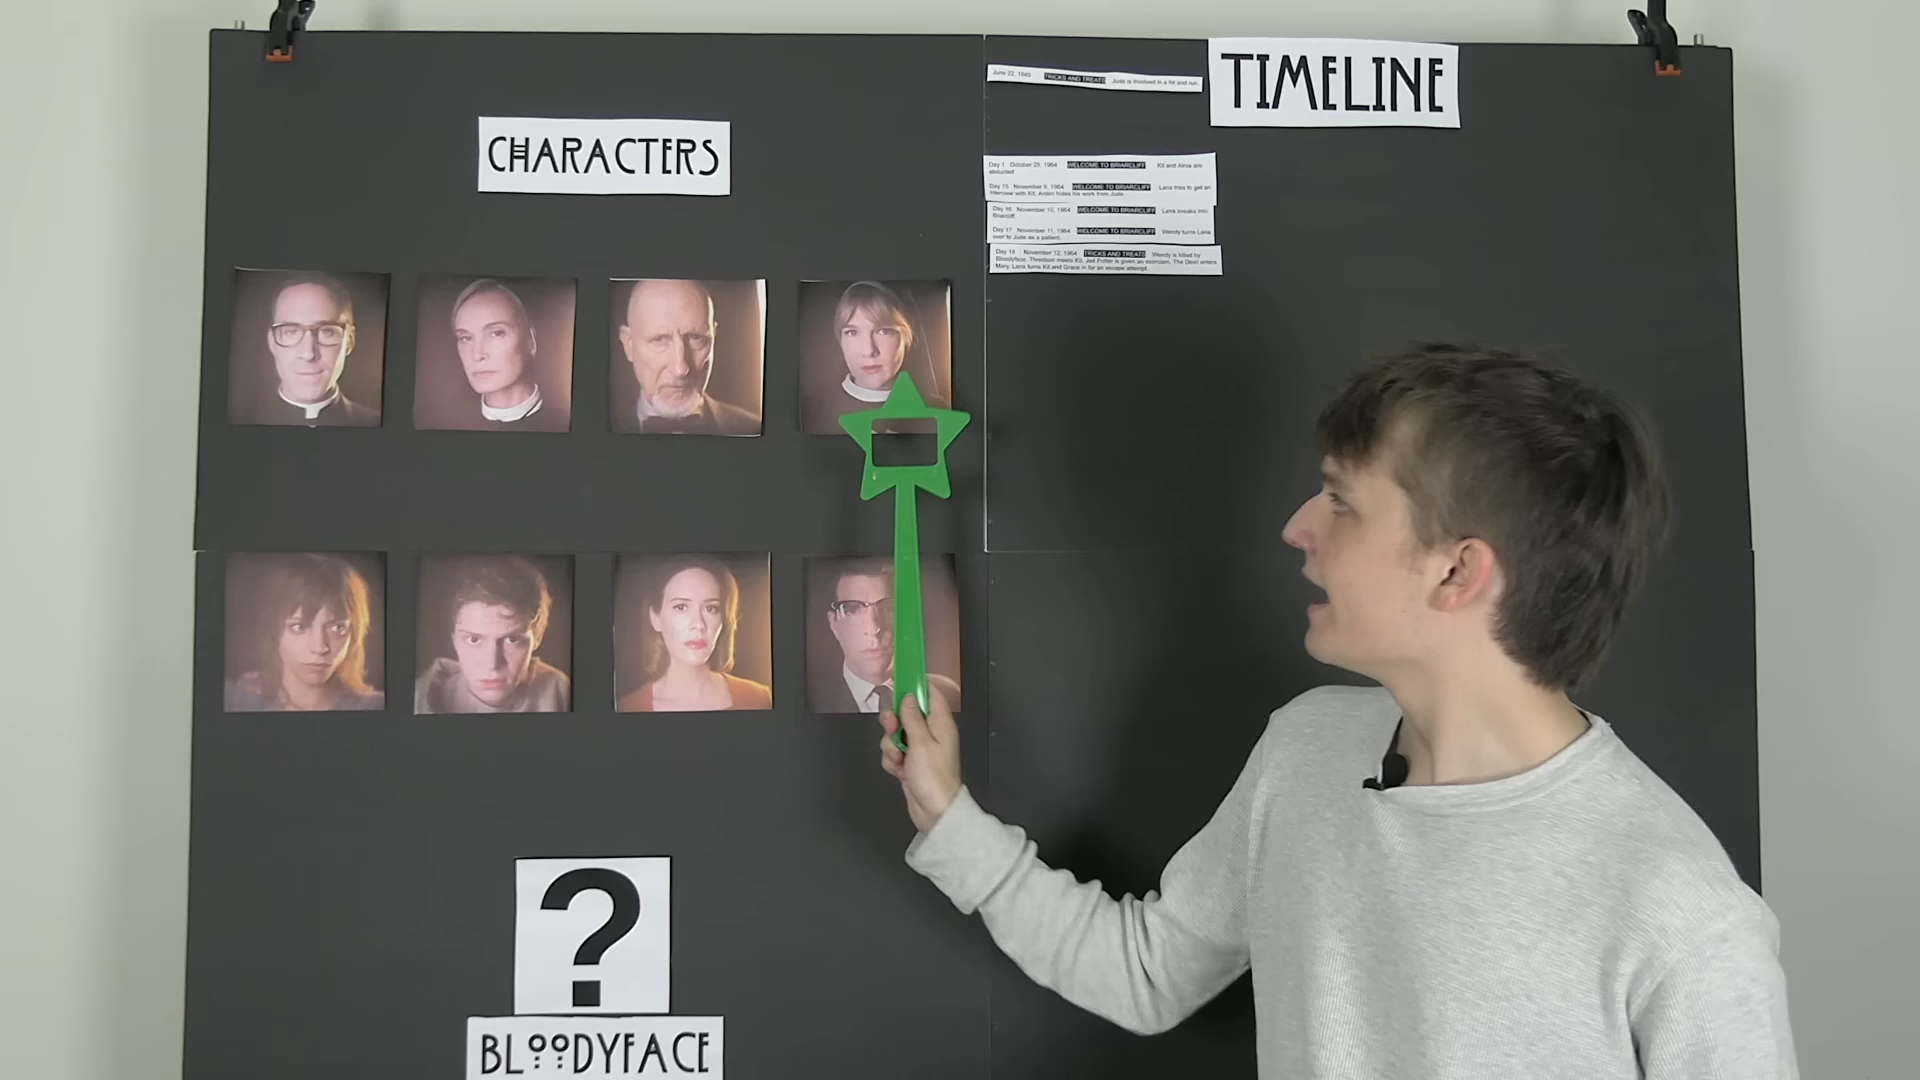 CHARACTERS
TIMELINE
June 22, 1949 TRICKS AND TREATS Jude is involved in a hit and run.
Day 1 October 25, 1964 WELCOME TO BRIARCLIFF Kit and Alma are
abducted
Day 15 November 9, 1964 WELCOME TO BRIARCLIFF Lana tries to get an
interview with Kit. Arden hides his work from Jude.
Day 16 November 10, 1964 WELCOME TO BRIARCLIFF Lana sneaks into
Briarcliff.
Day 17 November 11, 1964 WELCOME TO BRIARCLIFF Wendy turns Lana
over to Jude as a patient.
Day 18 November 12, 1964 TRICKS AND TREATS Wendy is killed by
Bloodyface. Thredson meets Kit. Jed Potter is given an exorcism. The Devil enters
Mary. Lana turns Kit and Grace in for an escape attempt.
?
BLOODYFACE